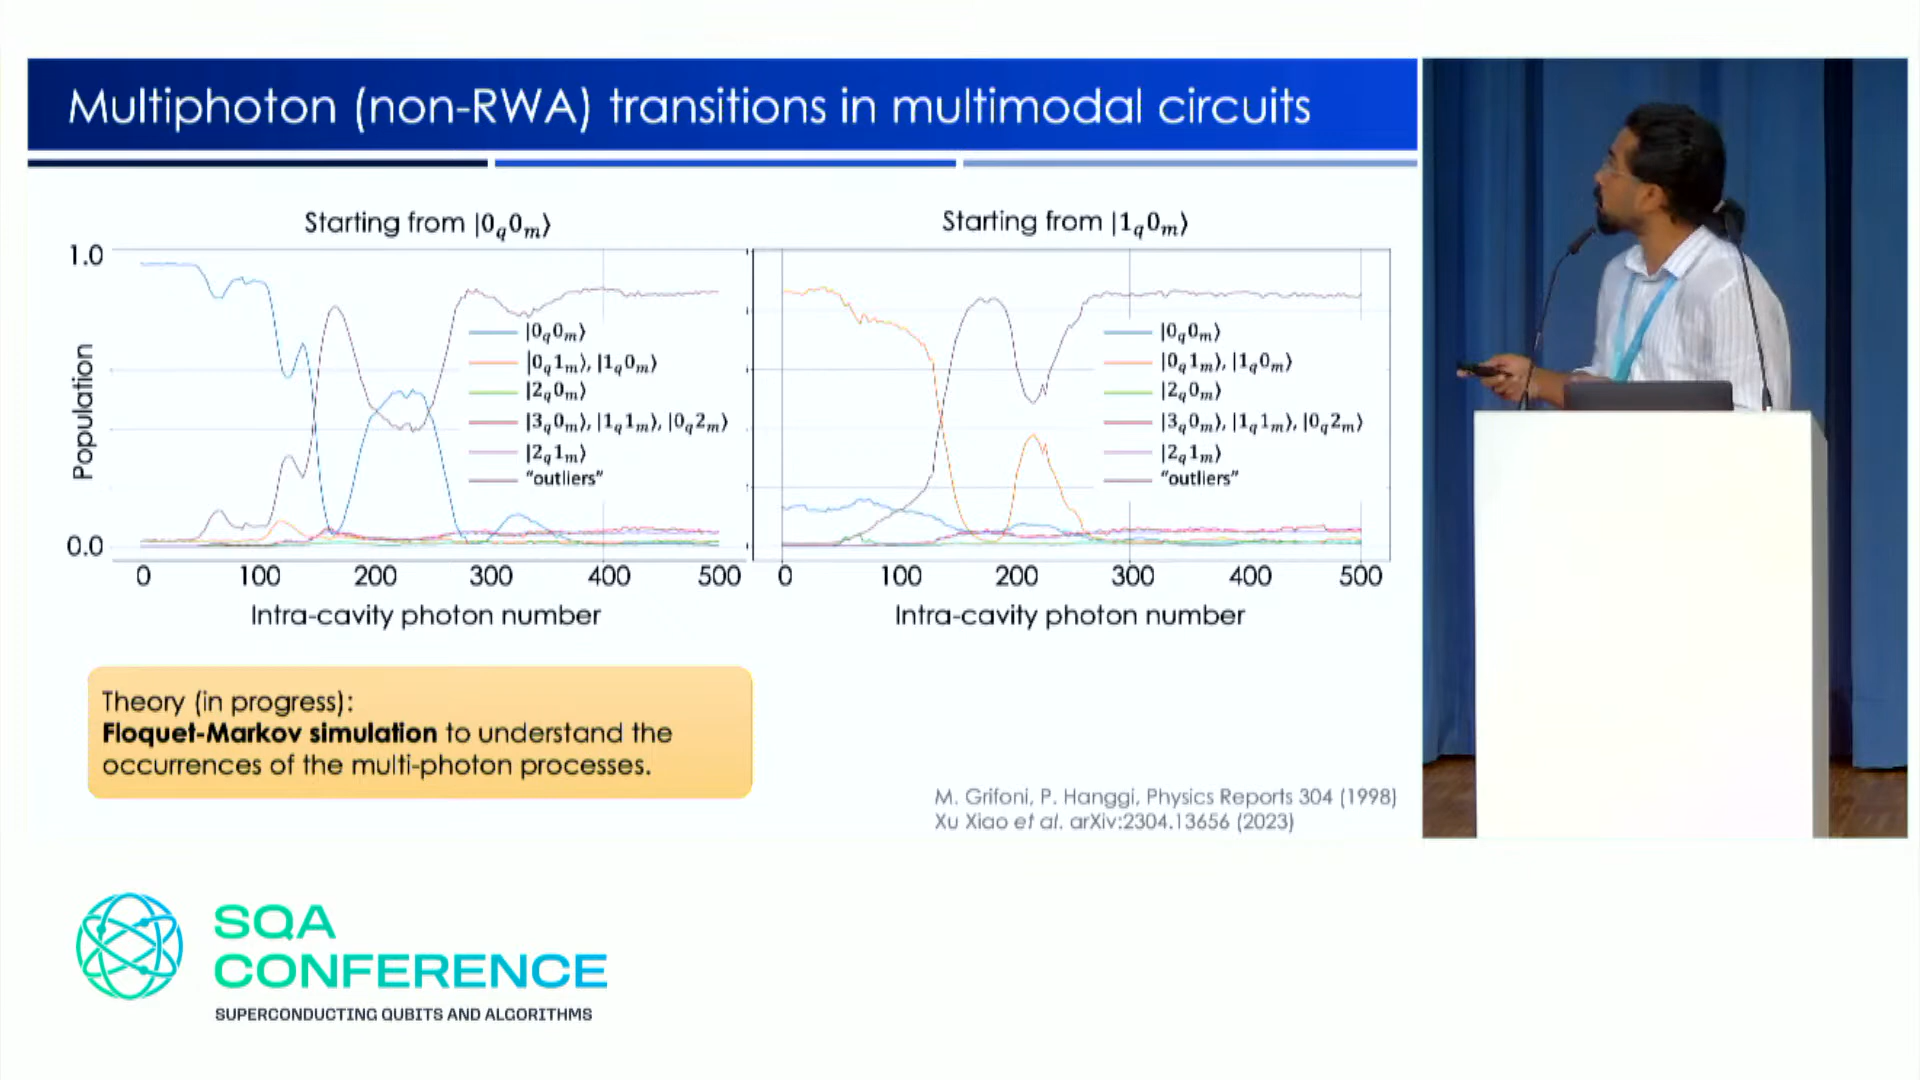 Multiphoton (non-RWA) transitions in multimodal circuits
Starting from |0q0m⟩
Starting from |1q0m⟩
1.0
0.0
Population
|0q0m⟩
|0q1m⟩, |1q0m⟩
|2q0m⟩
|3q0m⟩, |1q1m⟩, |0q2m⟩
|2q1m⟩
"outliers"
0 100 200 300 400 500
Intra-cavity photon number
|0q0m⟩
|0q1m⟩, |1q0m⟩
|2q0m⟩
|3q0m⟩, |1q1m⟩, |0q2m⟩
|2q1m⟩
"outliers"
0 100 200 300 400 500
Intra-cavity photon number
Theory (in progress):
Floquet-Markov simulation to understand the
occurrences of the multi-photon processes.
M. Grifoni, P. Hanggi, Physics Reports 304 (1998)
Xu Xiao et al. arXiv:2304.13656 (2023)
SQA
CONFERENCE
SUPERCONDUCTING QUBITS AND ALGORITHMS